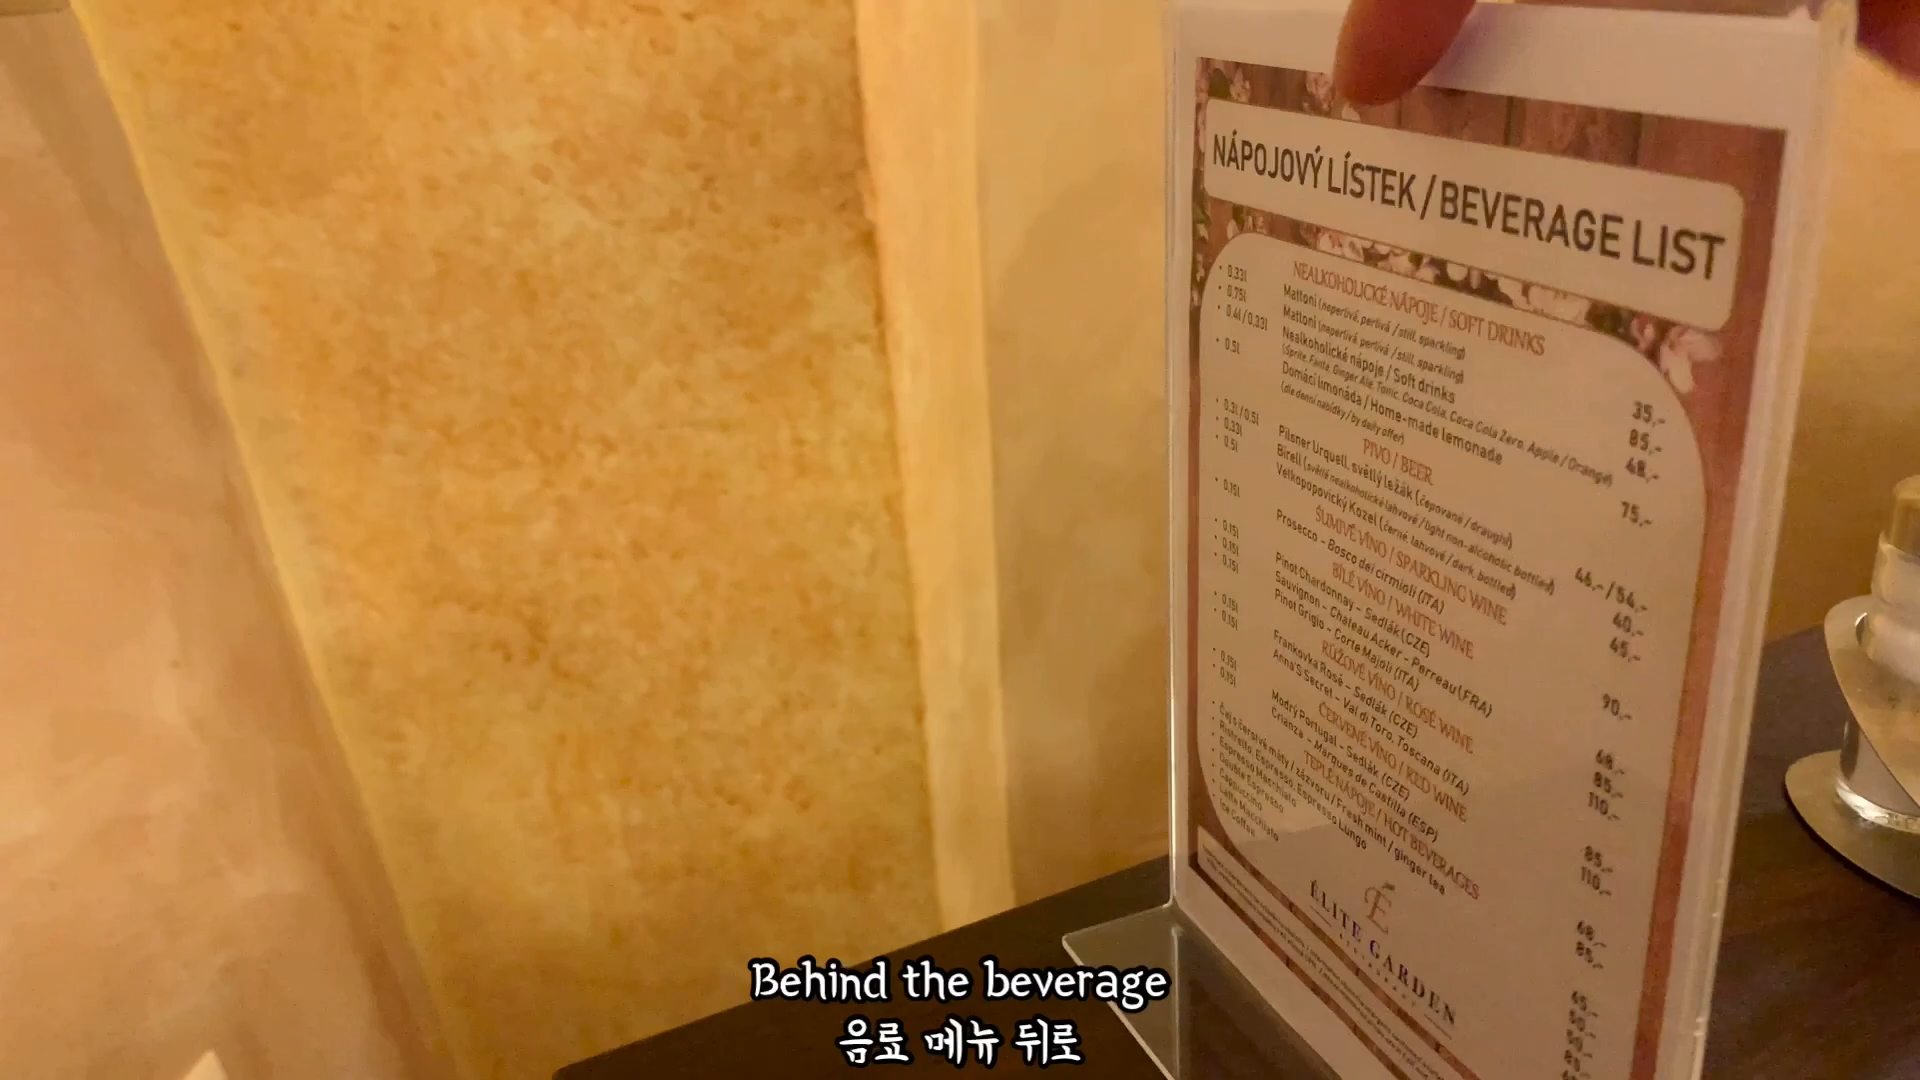 NÁPOJOVÝ LÍSTEK / BEVERAGE LIST
NEALKOHOLICKÉ NÁPOJE / SOFT DRINKS
• 0.33l Mattoni (neperlivá, perlivá / still, sparkling) 35,-
• 0.75l Mattoni (neperlivá, perlivá / still, sparkling) 85,-
• 0.4l / 0.33l Nealkoholické nápoje / Soft drinks 48,-
(Sprite, Fanta, Ginger Ale, Tonic, Coca Cola, Coca Cola Zero, Apple / Orange)
• 0.5l Domácí limonáda / Home-made lemonade 75,-
(dle denní nabídky / by daily offer)
PIVO / BEER
• 0.3l / 0.5l Pilsner Urquell, světlý ležák (čepované / draught) 46,- / 54,-
• 0.33l Birell (světlé nealkoholické lahvové / light non-alcoholic bottled) 40,-
• 0.5l Velkopopovický Kozel (černé, lahvové / dark, bottled) 45,-
ŠUMIVÉ VÍNO / SPARKLING WINE
• 0.15l Prosecco - Bosco dei cirmioli (ITA) 90,-
BÍLÉ VÍNO / WHITE WINE
• 0.15l Pinot Chardonnay - Sedlák (CZE) 68,-
• 0.15l Sauvignon - Chateau Acker - Perreau (FRA) 85,-
• 0.15l Pinot Grigio - Corte Majoli (ITA) 110,-
RŮŽOVÉ VÍNO / ROSÉ WINE
• 0.15l Frankovka Rosé - Sedlák (CZE) 85,-
• 0.15l Anna'S Secret - Val di Toro, Toscana (ITA) 110,-
ČERVENÉ VÍNO / RED WINE
• 0.15l Modrý Portugal - Sedlák (CZE) 68,-
• 0.15l Crianza - Marques de Castilla (ESP) 85,-
TEPLÉ NÁPOJE / HOT BEVERAGES
• Čaj s čerstvé máty / zázvoru / Fresh mint / ginger tea
• Ristretto, Espresso, Espresso Lungo
• Espresso Macchiato
• Double Espresso
• Cappuccino
• Latte Macchiato
• Ice Coffee
É
ÉLITE GARDEN
Behind the beverage
음료 메뉴 뒤로